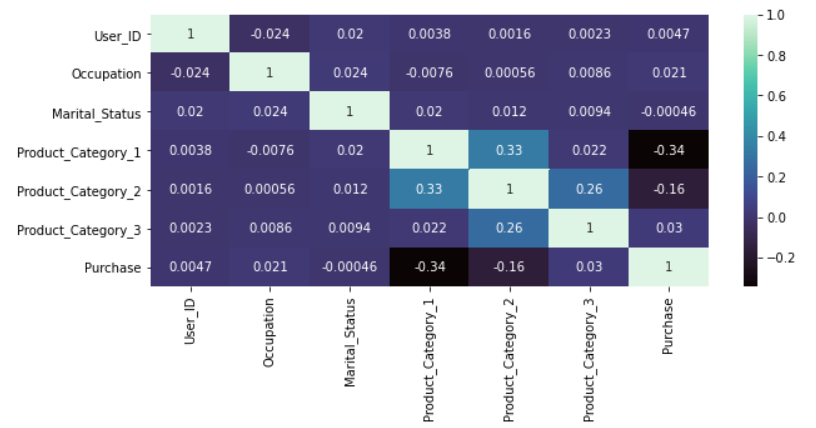 User_ID 1 -0.024 0.02 0.0038 0.0016 0.0023 0.0047
Occupation -0.024 1 0.024 -0.0076 0.00056 0.0086 0.021
Marital_Status 0.02 0.024 1 0.02 0.012 0.0094 -0.00046
Product_Category_1 0.0038 -0.0076 0.02 1 0.33 0.022 -0.34
Product_Category_2 0.0016 0.00056 0.012 0.33 1 0.26 -0.16
Product_Category_3 0.0023 0.0086 0.0094 0.022 0.26 1 0.03
Purchase 0.0047 0.021 -0.00046 -0.34 -0.16 0.03 1
User_ID
Occupation
Marital_Status
Product_Category_1
Product_Category_2
Product_Category_3
Purchase
1.0
0.8
0.6
0.4
0.2
0.0
−0.2